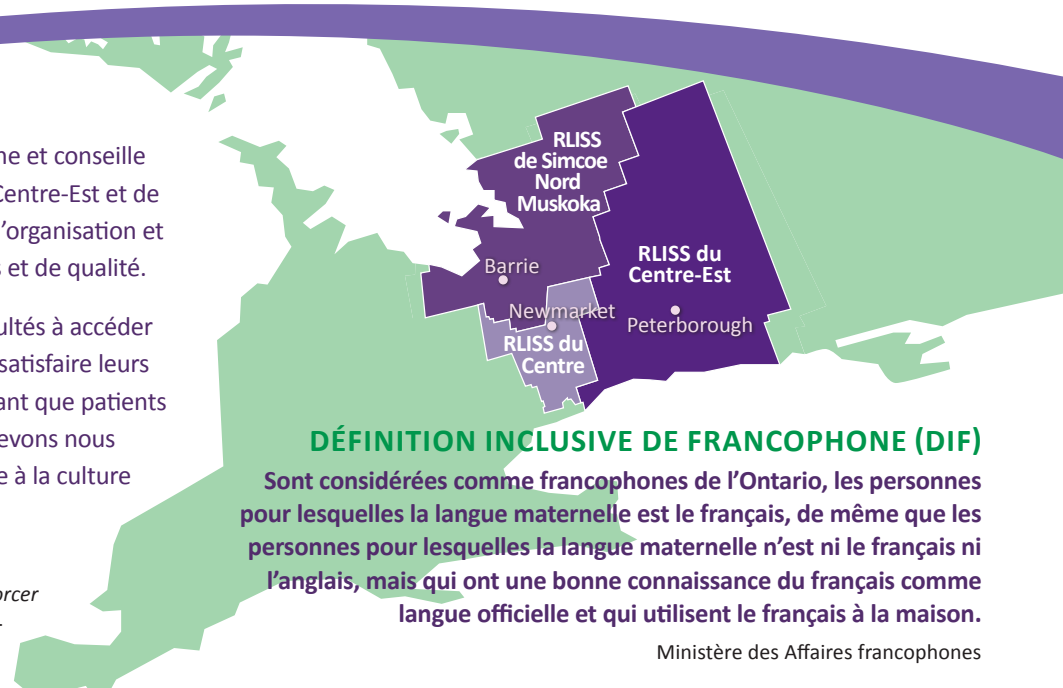 ne et conseille
Centre-Est et de
l'organisation et
s et de qualité.
ultés à accéder
satisfaire leurs
ant que patients
evons nous
e à la culture
orcer
RLISS
de Simcoe
Nord
Muskoka
Barrie
RLISS du
Centre-Est
Newmarket
Peterborough
RLISS du
Centre
DÉFINITION INCLUSIVE DE FRANCOPHONE (DIF)
Sont considérées comme francophones de l'Ontario, les personnes
pour lesquelles la langue maternelle est le français, de même que les
personnes pour lesquelles la langue maternelle n'est ni le français ni
l'anglais, mais qui ont une bonne connaissance du français comme
langue officielle et qui utilisent le français à la maison.
Ministère des Affaires francophones